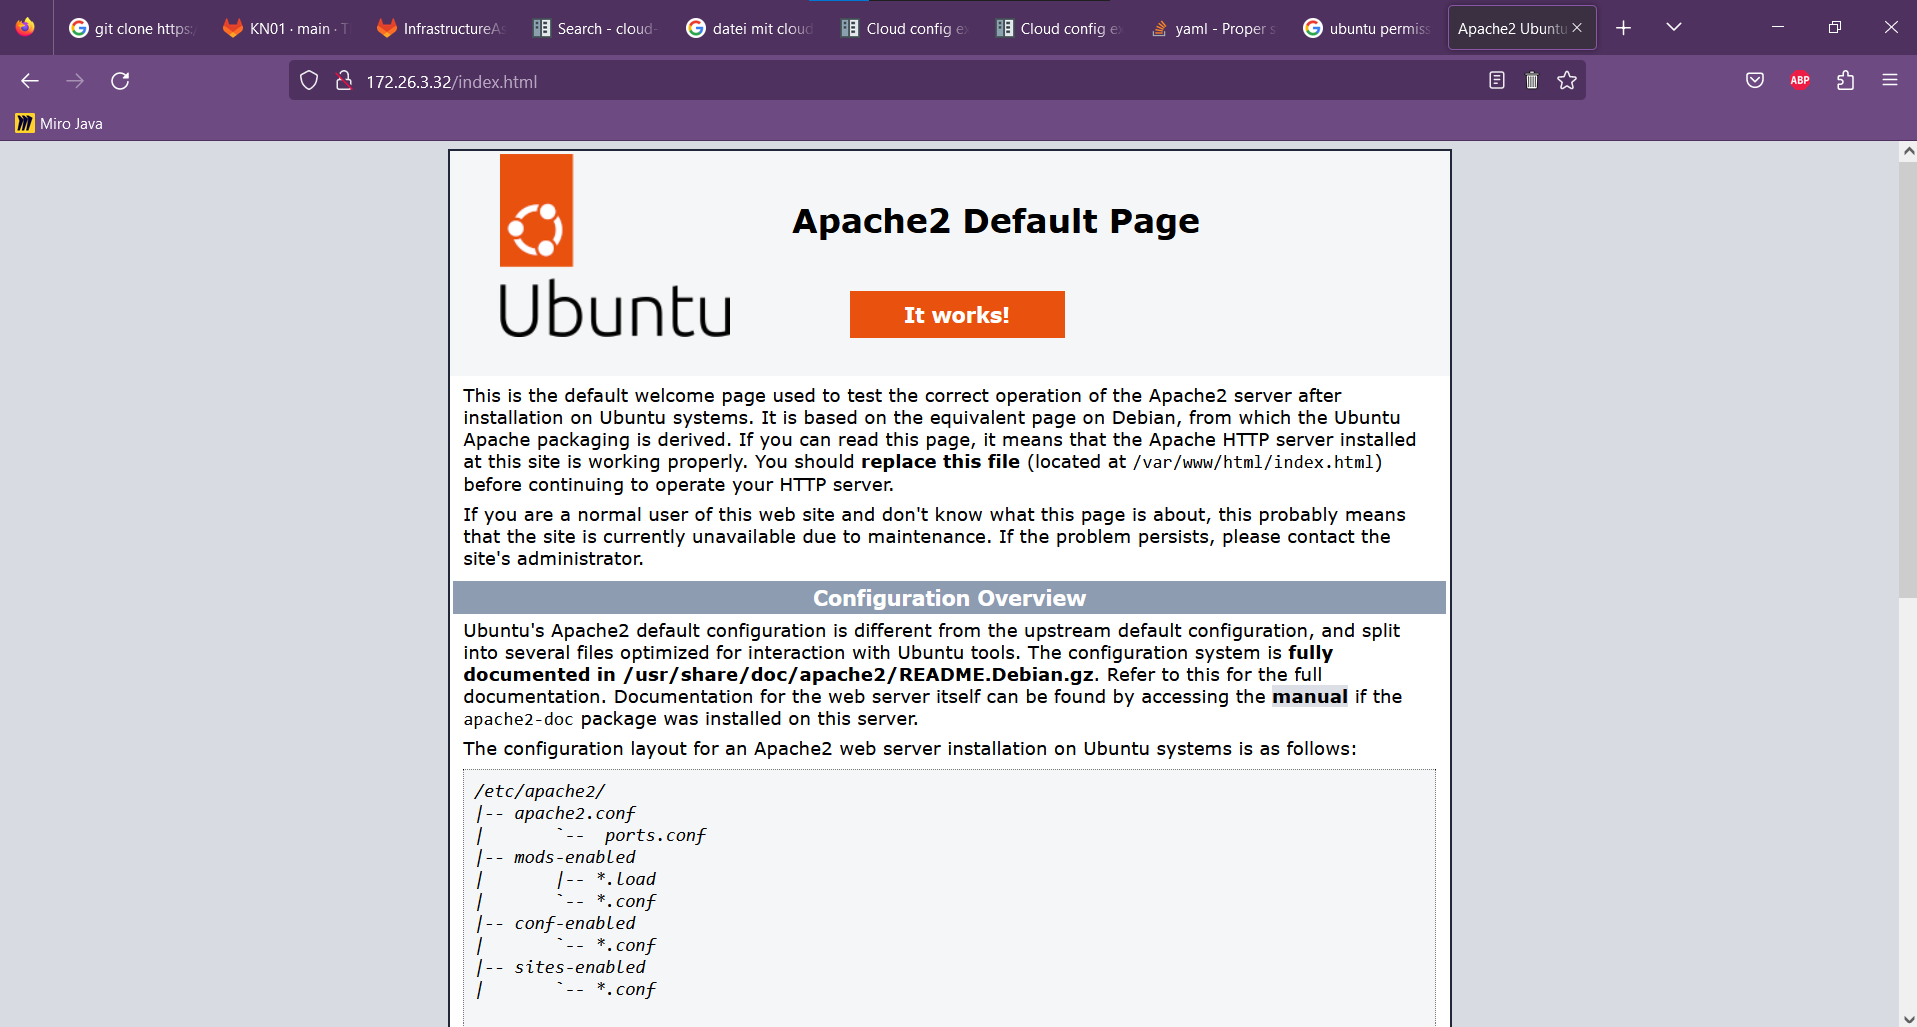 git clone https:/
KN01 · main · T
InfrastructureAs
Search - cloud-
datei mit cloud
Cloud config ex
Cloud config ex
yaml - Proper s
ubuntu permiss
Apache2 Ubuntu
172.26.3.32/index.html
ABP
Miro Java
Ubuntu
Apache2 Default Page
It works!
This is the default welcome page used to test the correct operation of the Apache2 server after
installation on Ubuntu systems. It is based on the equivalent page on Debian, from which the Ubuntu
Apache packaging is derived. If you can read this page, it means that the Apache HTTP server installed
at this site is working properly. You should replace this file (located at /var/www/html/index.html)
before continuing to operate your HTTP server.
If you are a normal user of this web site and don't know what this page is about, this probably means
that the site is currently unavailable due to maintenance. If the problem persists, please contact the
site's administrator.
Configuration Overview
Ubuntu's Apache2 default configuration is different from the upstream default configuration, and split
into several files optimized for interaction with Ubuntu tools. The configuration system is fully
documented in /usr/share/doc/apache2/README.Debian.gz. Refer to this for the full
documentation. Documentation for the web server itself can be found by accessing the manual if the
apache2-doc package was installed on this server.
The configuration layout for an Apache2 web server installation on Ubuntu systems is as follows:
/etc/apache2/
|-- apache2.conf
|       `--  ports.conf
|-- mods-enabled
|       |-- *.load
|       `-- *.conf
|-- conf-enabled
|       `-- *.conf
|-- sites-enabled
|       `-- *.conf